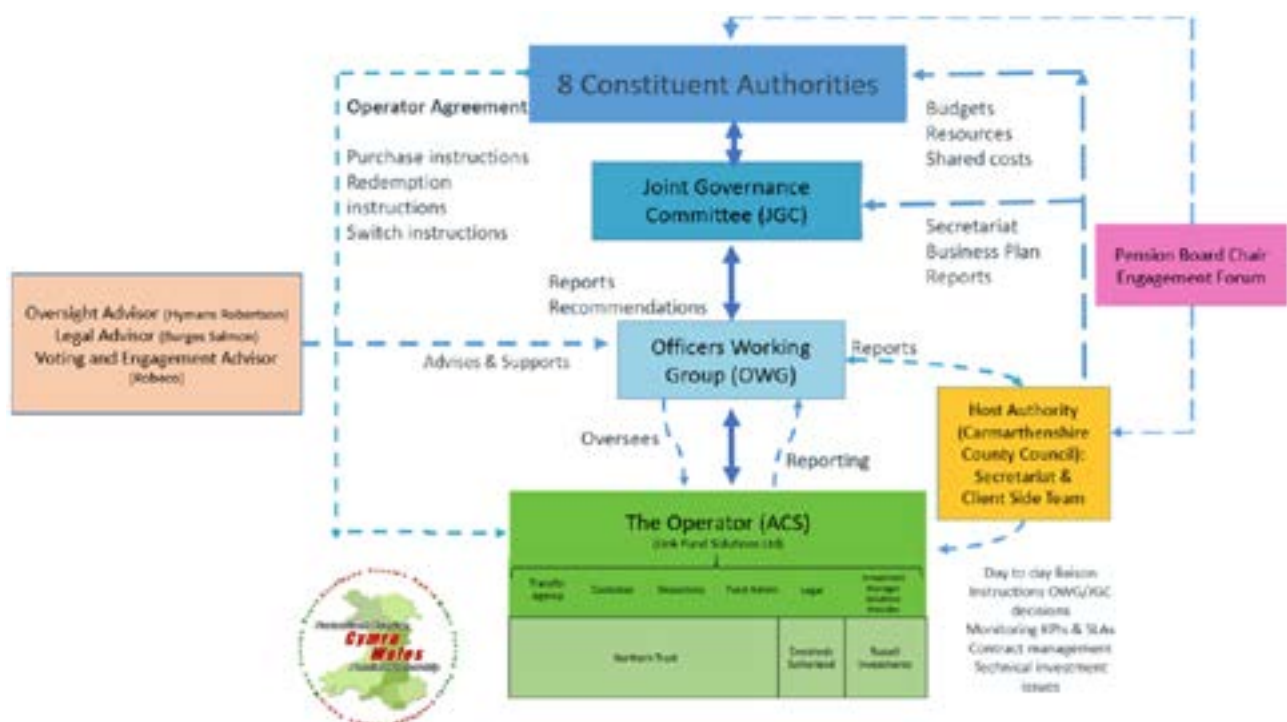 8 Constituent Authorities
Operator Agreement
Purchase instructions
Redemption
instructions
Switch instructions
Budgets
Resources
Shared costs
Joint Governance
Committee (JGC)
Secretariat
Business Plan
Reports
Pension Board Chair
Engagement Forum
Reports
Recommendations
Oversight Advisor (Hymans Robertson)
Legal Advisor (Burges Salmon)
Voting and Engagement Advisor
(Robeco)
Advises & Supports
Officers Working
Group (OWG)
Reports
Host Authority
(Carmarthenshire
County Council):
Secretariat &
Client Side Team
Oversees
Reporting
The Operator (ACS)
(Link Fund Solutions Ltd)
Transfer
Agency
Custodian
Depositary
Fund Admin
Legal
Northern Trust
Russell
Investments
Day to day liaison
Instructions OWG/JGC
decisions
Monitoring KPIs & SLAs
Contract management
Technical investment
issues
Cymru
Wales